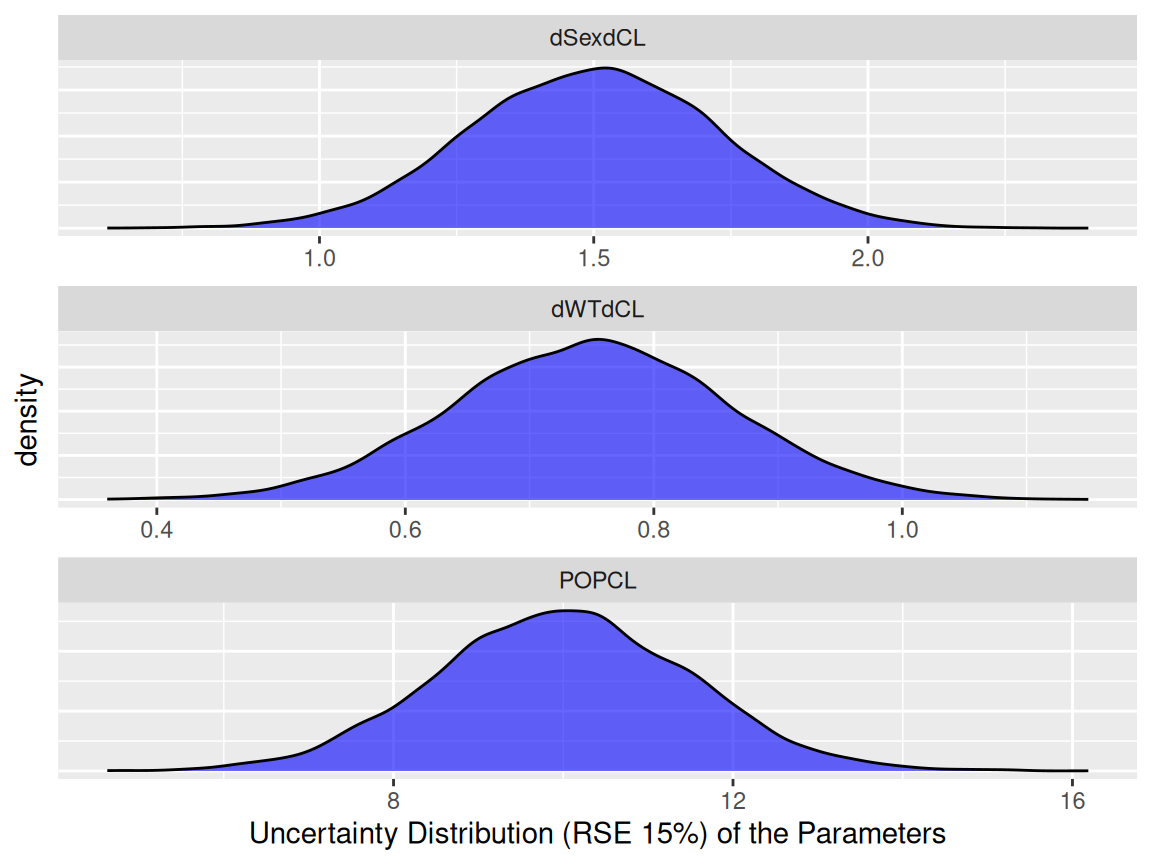 dSexdCL
1.0 1.5 2.0
dWTdCL
density
0.4 0.6 0.8 1.0
POPCL
8 12 16
Uncertainty Distribution (RSE 15%) of the Parameters